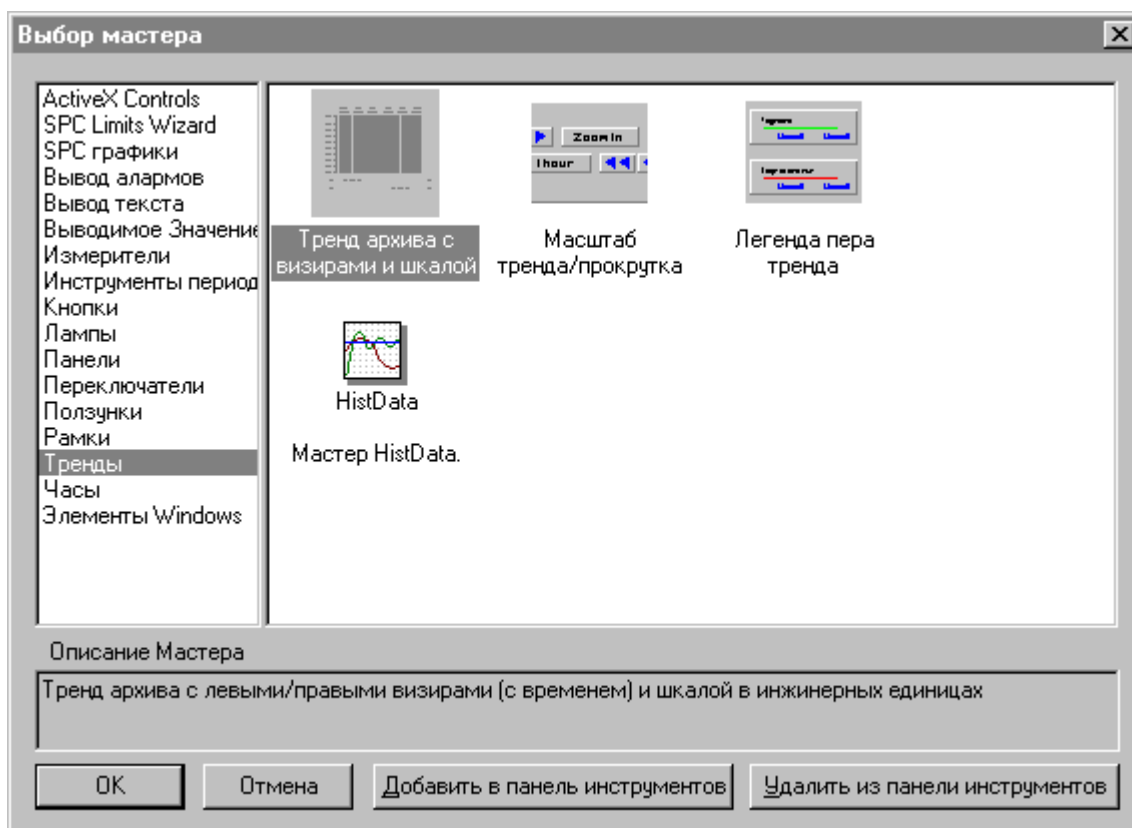 Выбор мастера
ActiveX Controls
SPC Limits Wizard
SPC графики
Вывод алармов
Вывод текста
Выводимое Значение
Измерители
Инструменты период
Кнопки
Лампы
Панели
Переключатели
Ползунки
Рамки
Тренды
Часы
Элементы Windows
Zoom In
1hour
Тренд архива с
визирами и шкалой
Масштаб
тренда/прокрутка
Легенда пера
тренда
HistData
Мастер HistData.
Описание Мастера
Тренд архива с левыми/правыми визирами (с временем) и шкалой в инжинерных единицах
OK
Отмена
Добавить в панель инструментов
Удалить из панели инструментов